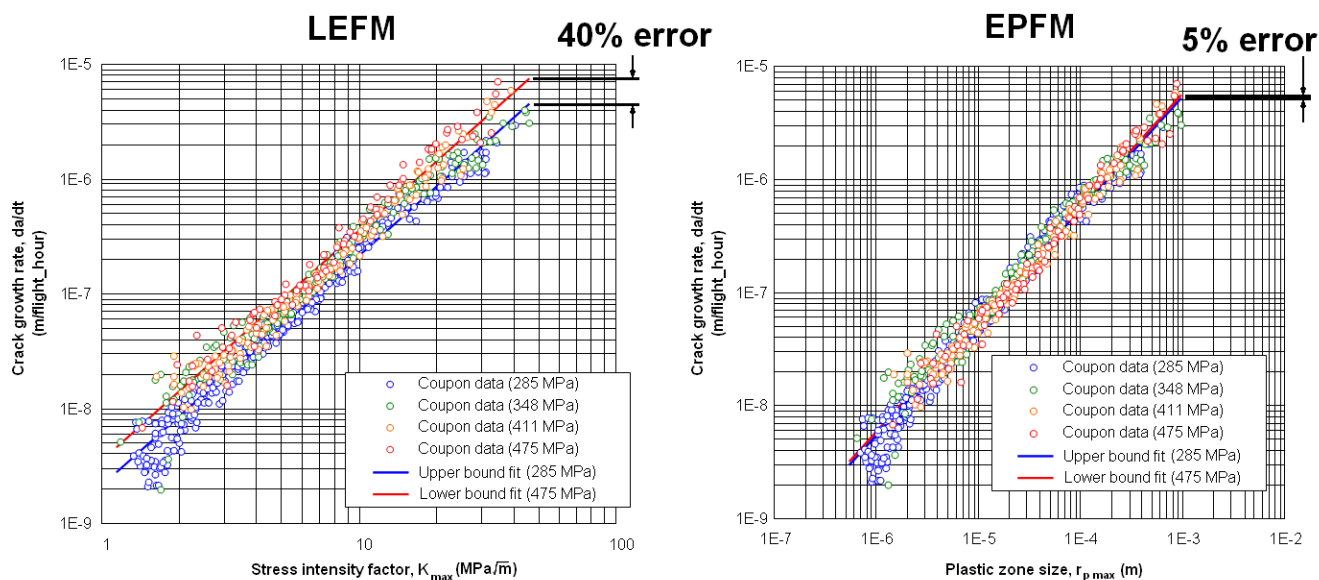 LEFM
40% error
1E-5
1E-6
1E-7
1E-8
1E-9
1
10
100
Crack growth rate, da/dt
(m/flight_hour)
Stress intensity factor, Kmax (MPa√m)
Coupon data (285 MPa)
Coupon data (348 MPa)
Coupon data (411 MPa)
Coupon data (475 MPa)
Upper bound fit (285 MPa)
Lower bound fit (475 MPa)
EPFM
5% error
1E-5
1E-6
1E-7
1E-8
1E-9
1E-7
1E-6
1E-5
1E-4
1E-3
1E-2
Crack growth rate, da/dt
(m/flight_hour)
Plastic zone size, rp max (m)
Coupon data (285 MPa)
Coupon data (348 MPa)
Coupon data (411 MPa)
Coupon data (475 MPa)
Upper bound fit (285 MPa)
Lower bound fit (475 MPa)